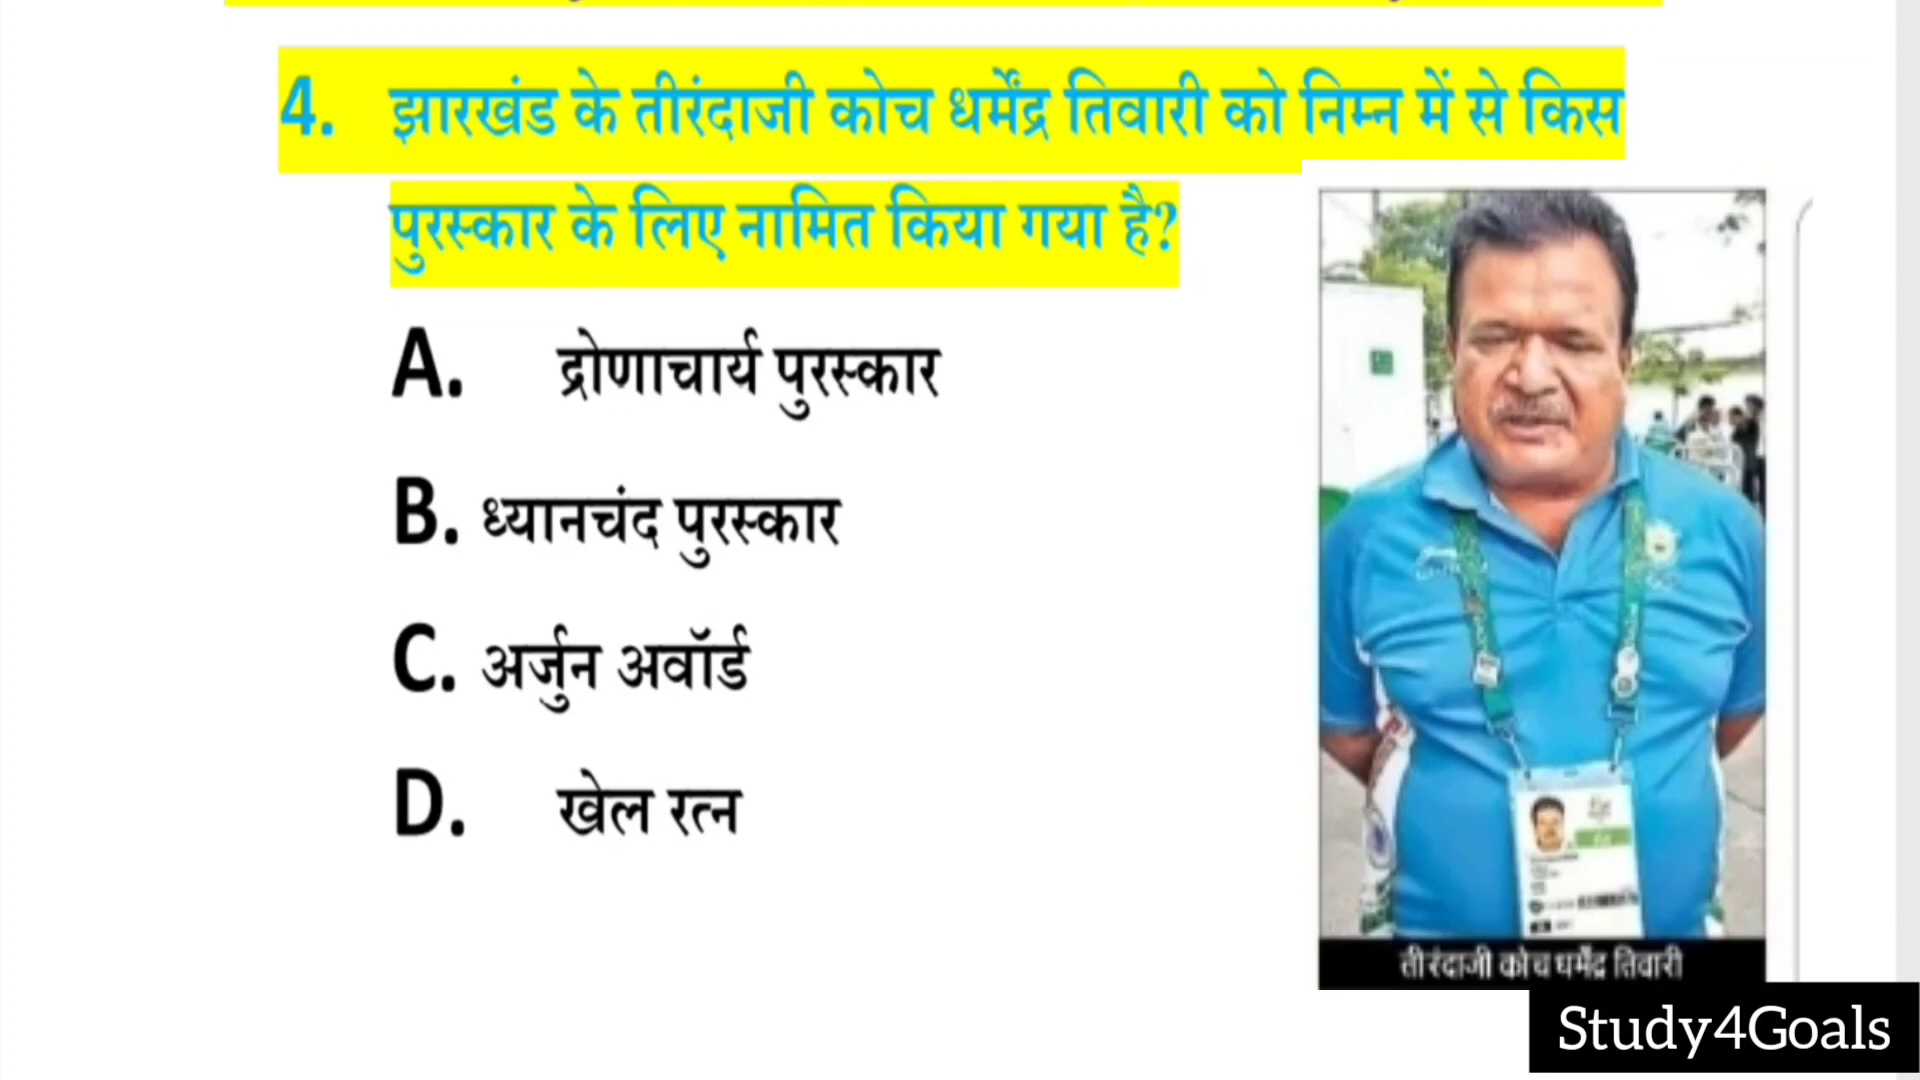 4. झारखंड के तीरंदाजी कोच धर्मेंद्र तिवारी को निम्न में से किस
पुरस्कार के लिए नामित किया गया है?
A. द्रोणाचार्य पुरस्कार
B. ध्यानचंद पुरस्कार
C. अर्जुन अवॉर्ड
D. खेल रत्न
तीरंदाजी कोच धर्मेंद्र तिवारी
Study4Goals